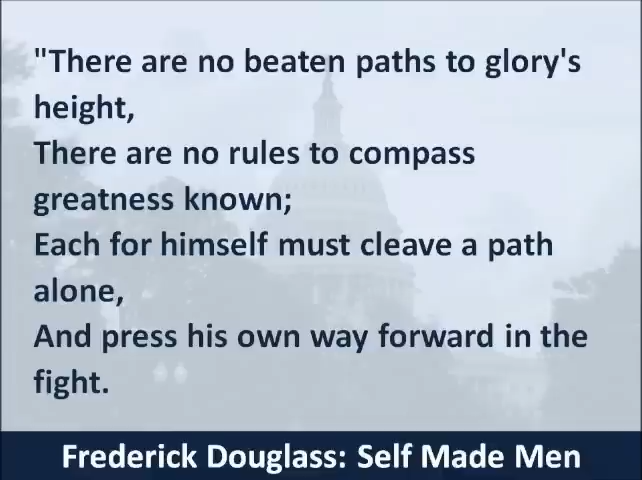 "There are no beaten paths to glory's
height,
There are no rules to compass
greatness known;
Each for himself must cleave a path
alone,
And press his own way forward in the
fight.
Frederick Douglass: Self Made Men